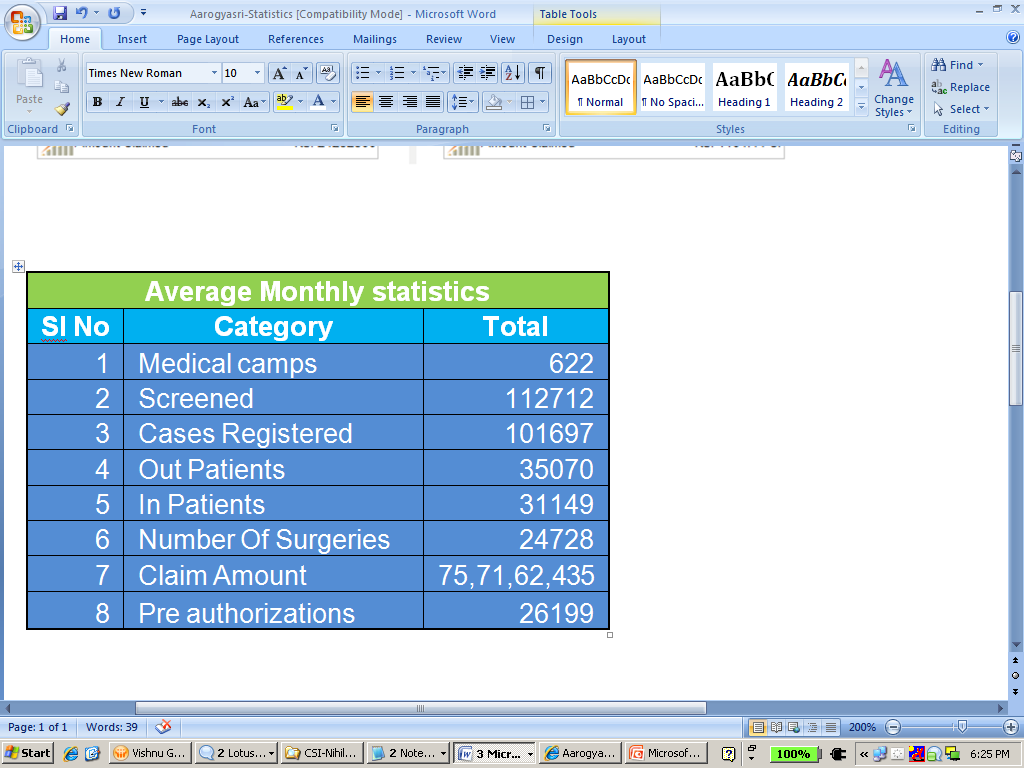 Aarogyasri-Statistics [Compatibility Mode] - Microsoft Word
Table Tools
Home Insert Page Layout References Mailings Review View Design Layout
Paste
Times New Roman 10
AaBbCcDc AaBbCcDc AaBbC AaBbC
¶ Normal ¶ No Spaci... Heading 1 Heading 2
Change Styles
Find
Replace
Select
Clipboard Font Paragraph Styles Editing
Average Monthly statistics
Sl No Category Total
1 Medical camps 622
2 Screened 112712
3 Cases Registered 101697
4 Out Patients 35070
5 In Patients 31149
6 Number Of Surgeries 24728
7 Claim Amount 75,71,62,435
8 Pre authorizations 26199
Page: 1 of 1 Words: 39 200%
Start Vishnu G... 2 Lotus... CSI-Nihil... 2 Note... 3 Micr... Aarogya... Microsof... 100% « 6:25 PM